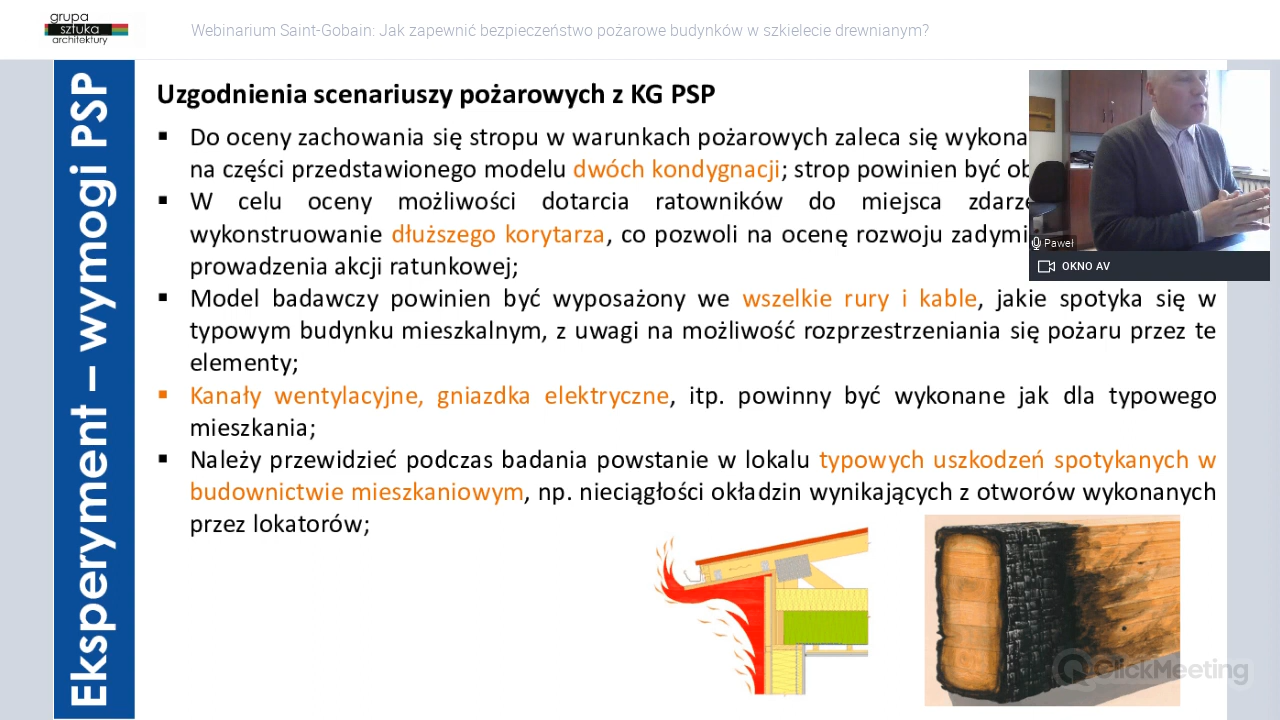 grupa
sztuka
architektury
Webinarium Saint-Gobain: Jak zapewnić bezpieczeństwo pożarowe budynków w szkielecie drewnianym?
Eksperyment – wymogi PSP
Uzgodnienia scenariuszy pożarowych z KG PSP
▪ Do oceny zachowania się stropu w warunkach pożarowych zaleca się
na części przedstawionego modelu dwóch kondygnacji; strop powinien być
▪ W celu oceny możliwości dotarcia ratowników do miejsca
wykonstruowanie dłuższego korytarza, co pozwoli na ocenę rozwoju
prowadzenia akcji ratunkowej;
▪ Model badawczy powinien być wyposażony we wszelkie rury i kable, jakie spotyka się w
typowym budynku mieszkalnym, z uwagi na możliwość rozprzestrzeniania się pożaru przez te
elementy;
▪ Kanały wentylacyjne, gniazdka elektryczne, itp. powinny być wykonane jak dla typowego
mieszkania;
▪ Należy przewidzieć podczas badania powstanie w lokalu typowych uszkodzeń spotykanych w
budownictwie mieszkaniowym, np. nieciągłości okładzin wynikających z otworów wykonanych
przez lokatorów;
Paweł
OKNO AV
ClickMeeting